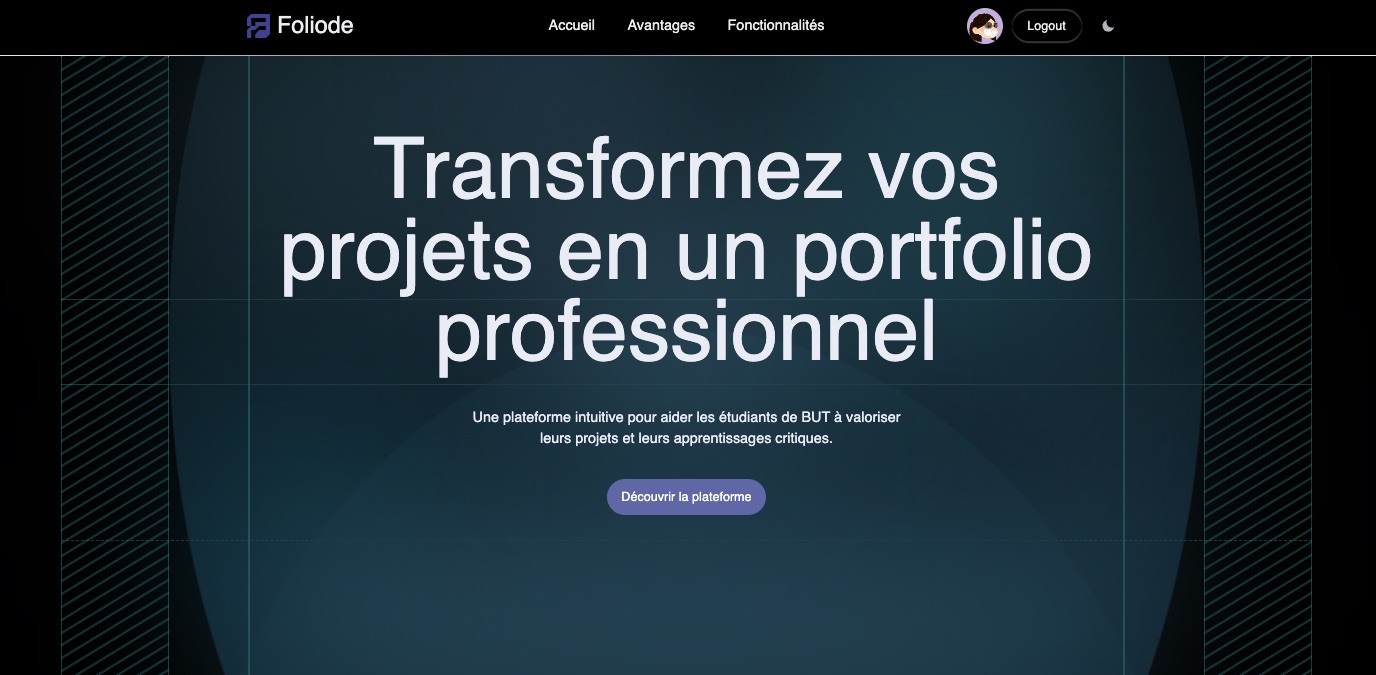 Foliode
Accueil
Avantages
Fonctionnalités
Logout
Transformez vos
projets en un portfolio
professionnel
Une plateforme intuitive pour aider les étudiants de BUT à valoriser
leurs projets et leurs apprentissages critiques.
Découvrir la plateforme